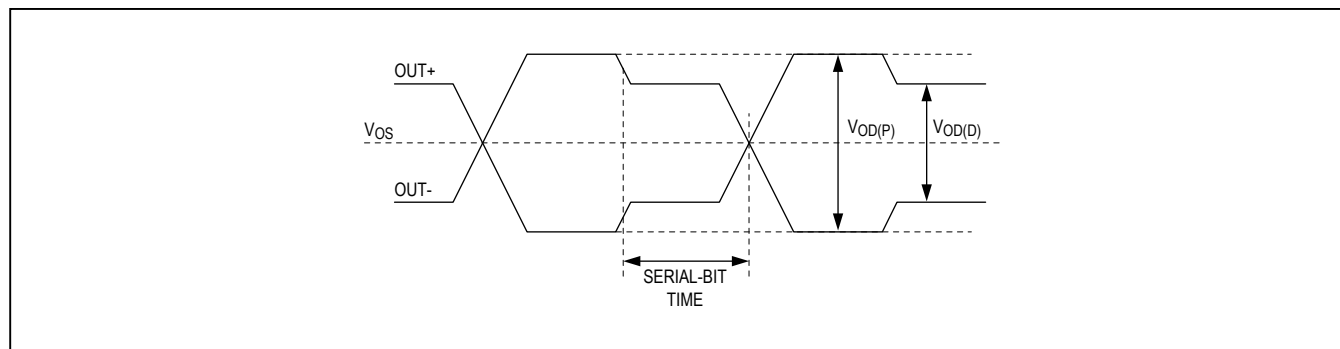 OUT+
VOS
VOD(P)
VOD(D)
OUT-
SERIAL-BIT
TIME